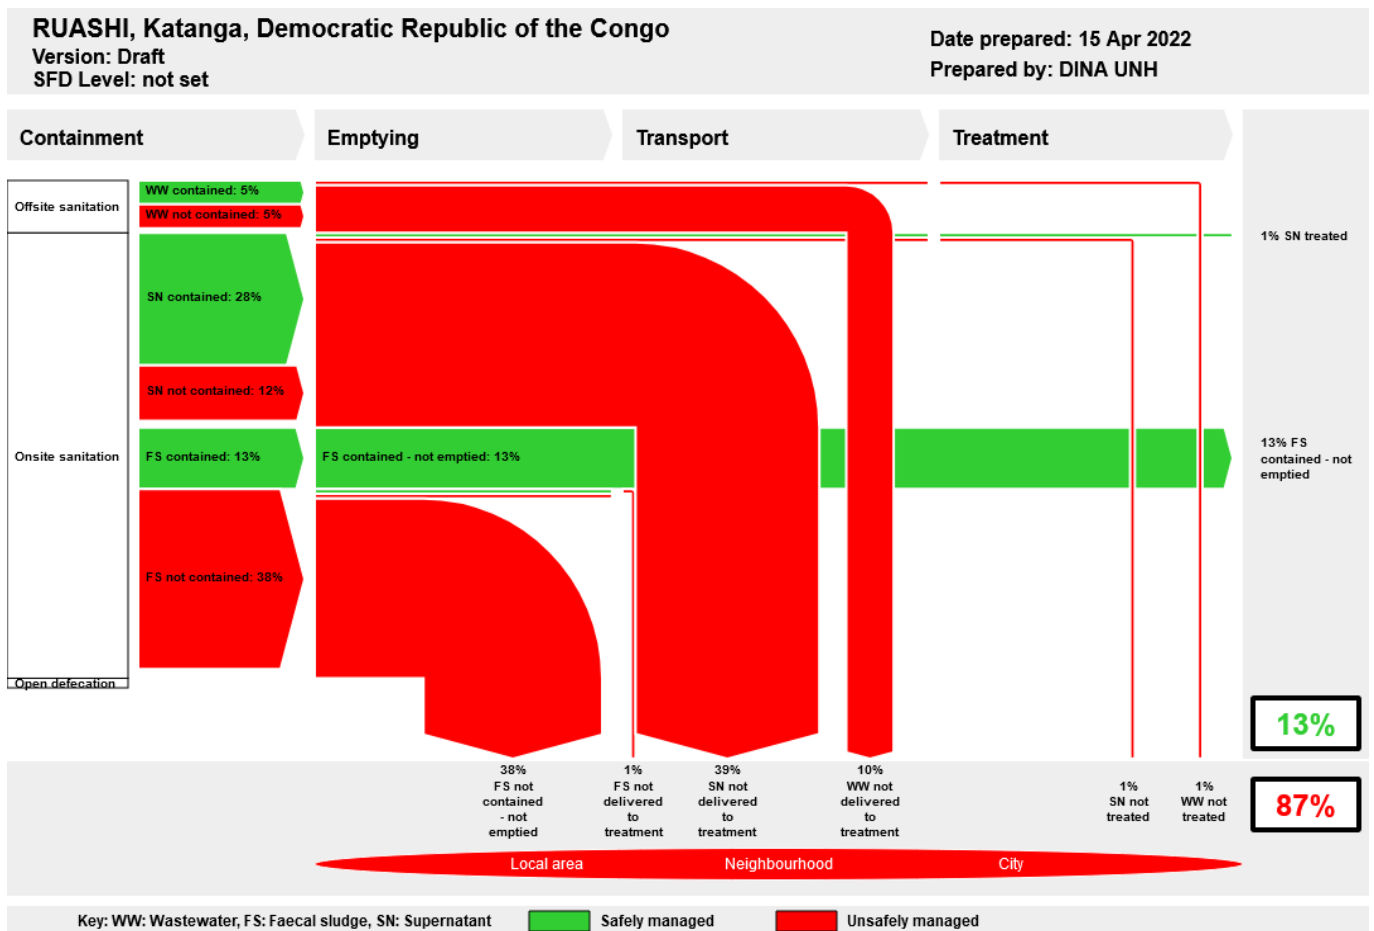 RUASHI, Katanga, Democratic Republic of the Congo
Version: Draft
SFD Level: not set
Date prepared: 15 Apr 2022
Prepared by: DINA UNH
Containment
Emptying
Transport
Treatment
Offsite sanitation
WW contained: 5%
WW not contained: 5%
1% SN treated
SN contained: 28%
SN not contained: 12%
Onsite sanitation
FS contained: 13%
FS contained - not emptied: 13%
13% FS
contained - not
emptied
FS not contained: 38%
Open defecation
13%
38%
FS not
contained
- not
emptied
1%
FS not
delivered
to
treatment
39%
SN not
delivered
to
treatment
10%
WW not
delivered
to
treatment
1%
SN not
treated
1%
WW not
treated
87%
Local area
Neighbourhood
City
Key: WW: Wastewater, FS: Faecal sludge, SN: Supernatant
Safely managed
Unsafely managed